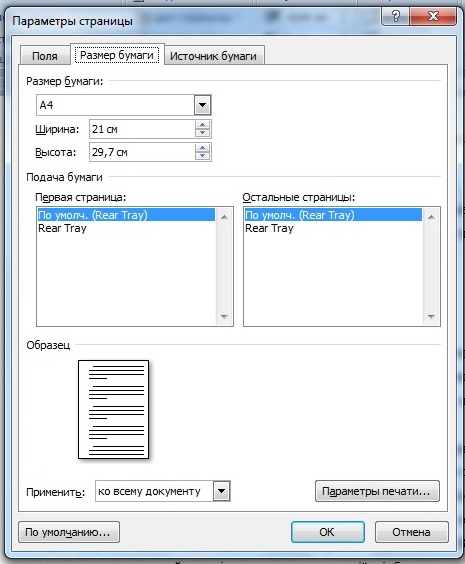 Параметры страницы
Поля Размер бумаги Источник бумаги
Размер бумаги:
A4
Ширина: 21 см
Высота: 29,7 см
Подача бумаги
Первая страница: Остальные страницы:
По умолч. (Rear Tray) По умолч. (Rear Tray)
Rear Tray Rear Tray
Образец
Применить: ко всему документу Параметры печати...
По умолчанию... ОК Отмена